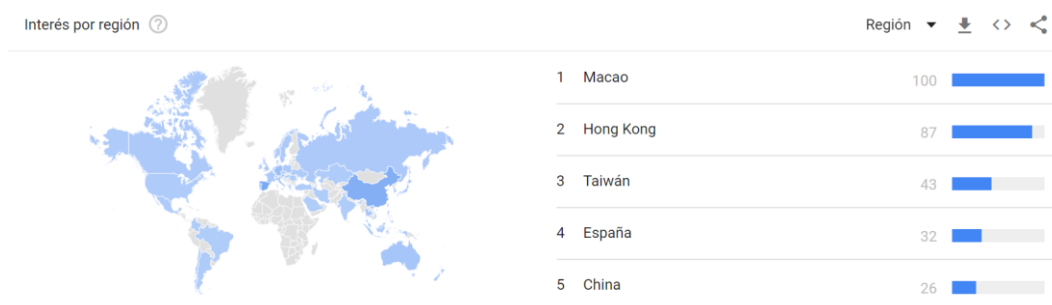 Interés por región
Región
1 Macao 100
2 Hong Kong 87
3 Taiwán 43
4 España 32
5 China 26